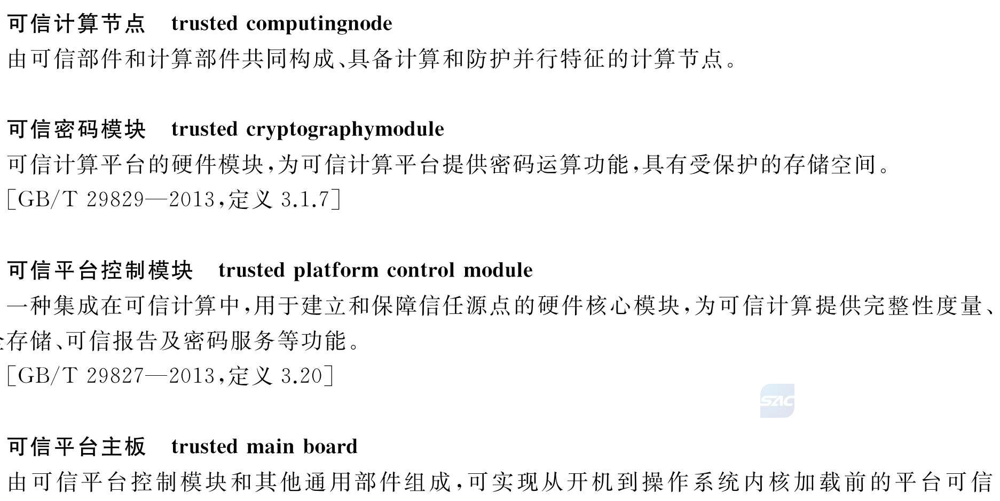 可信计算节点 trusted computingnode
由可信部件和计算部件共同构成、具备计算和防护并行特征的计算节点。
可信密码模块 trusted cryptographymodule
可信计算平台的硬件模块,为可信计算平台提供密码运算功能,具有受保护的存储空间。
[GB/T 29829—2013,定义 3.1.7]
可信平台控制模块 trusted platform control module
一种集成在可信计算中,用于建立和保障信任源点的硬件核心模块,为可信计算提供完整性度量、
存储、可信报告及密码服务等功能。
[GB/T 29827—2013,定义 3.20]
SAC
可信平台主板 trusted main board
由可信平台控制模块和其他通用部件组成,可实现从开机到操作系统内核加载前的平台可信